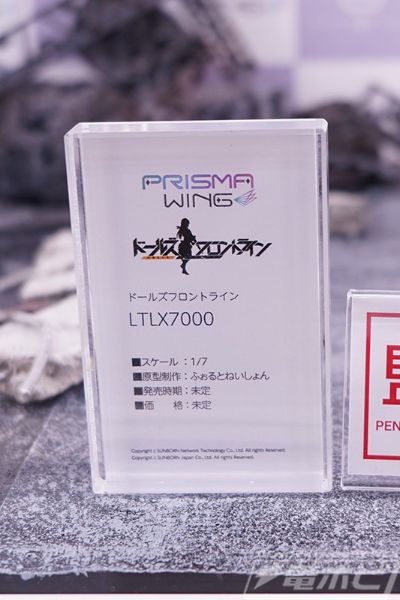 PRISMA
WING
ドールズフロントライン
ドールズフロントライン
LTLX7000
■スケール：1/7
■原型制作：ふぉるとねいしょん
■発売時期：未定
■価　　格：未定
Copyright © SUNBORN Network Technology Co., Ltd. All rights Reserved.
Copyright © SUNBORN Japan Co., Ltd. All rights Reserved.
PEN
電ホビ